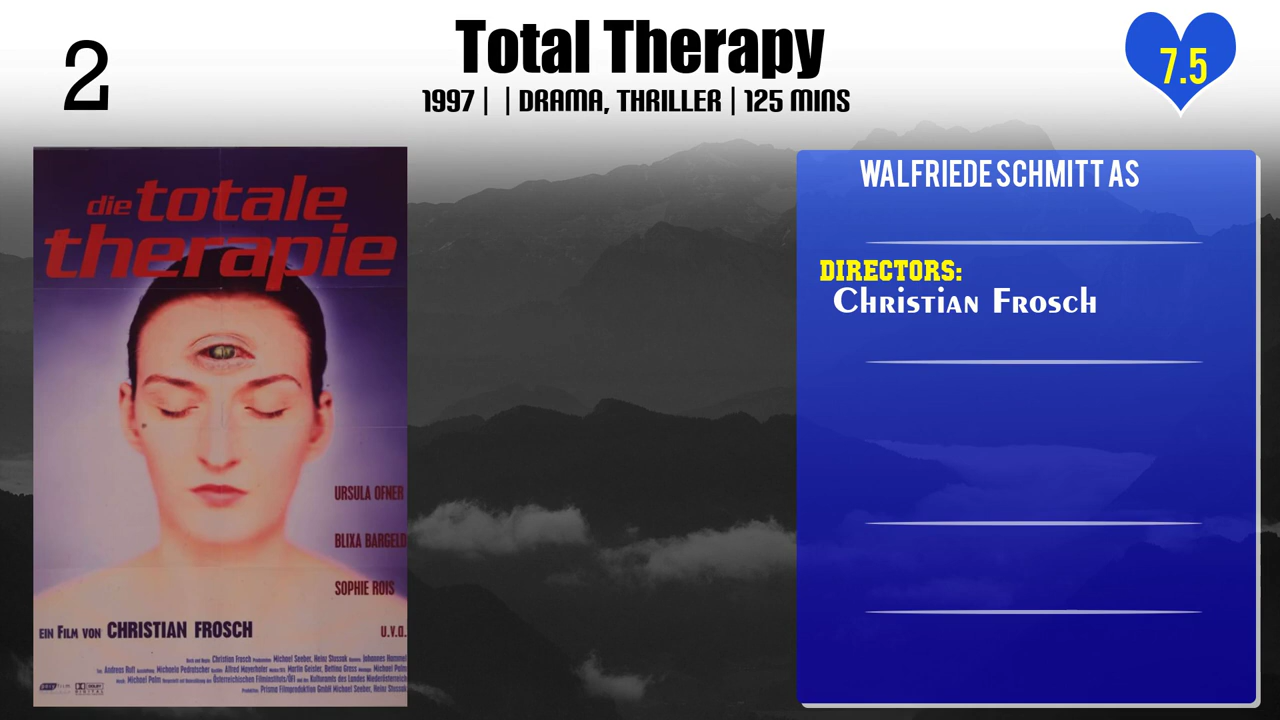 2
Total Therapy
1997 | | DRAMA, THRILLER | 125 MINS
7.5
die totale
therapie
URSULA OFNER
BLIXA BARGELD
SOPHIE ROIS
EIN FILM VON CHRISTIAN FROSCH
U.V.A.
WALFRIEDE SCHMITT AS
DIRECTORS:
Christian Frosch